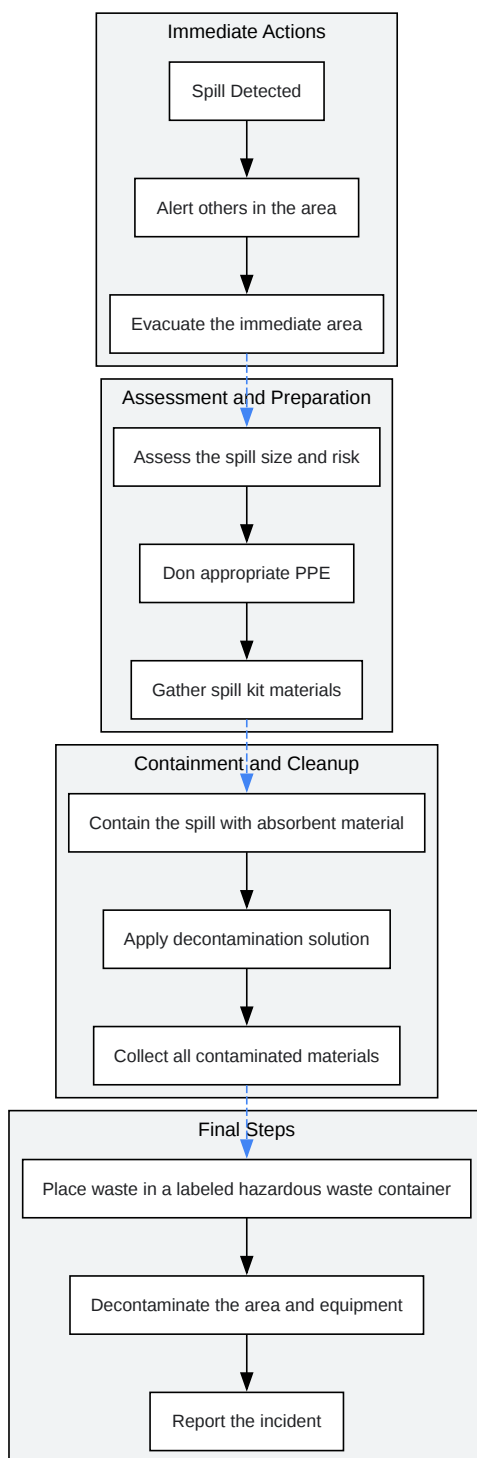 Immediate Actions
Spill Detected
Alert others in the area
Evacuate the immediate area
Assessment and Preparation
Assess the spill size and risk
Don appropriate PPE
Gather spill kit materials
Containment and Cleanup
Contain the spill with absorbent material
Apply decontamination solution
Collect all contaminated materials
Final Steps
Place waste in a labeled hazardous waste container
Decontaminate the area and equipment
Report the incident